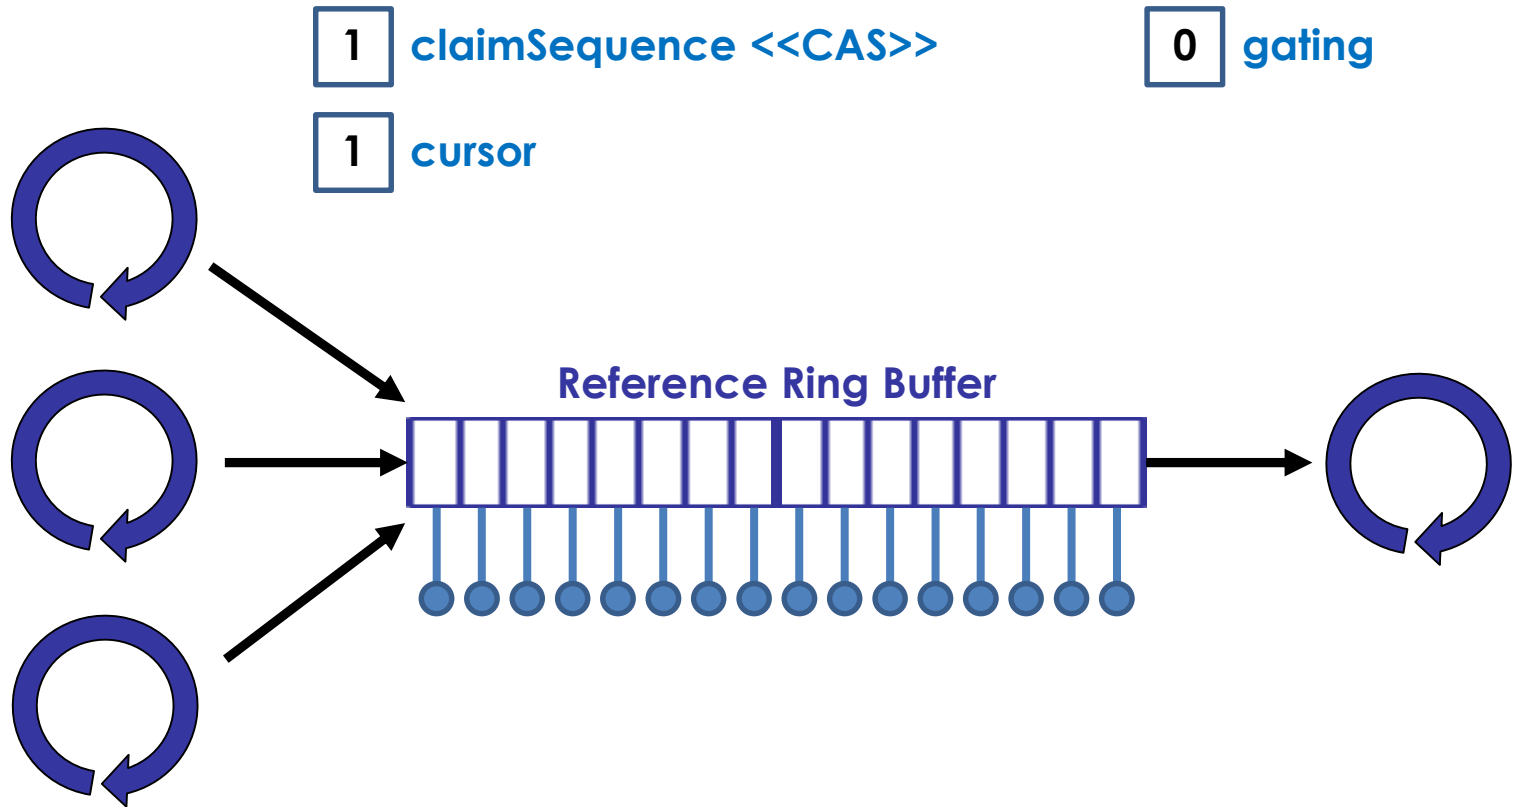 1 claimSequence <<CAS>> 0 gating
1 cursor
Reference Ring Buffer